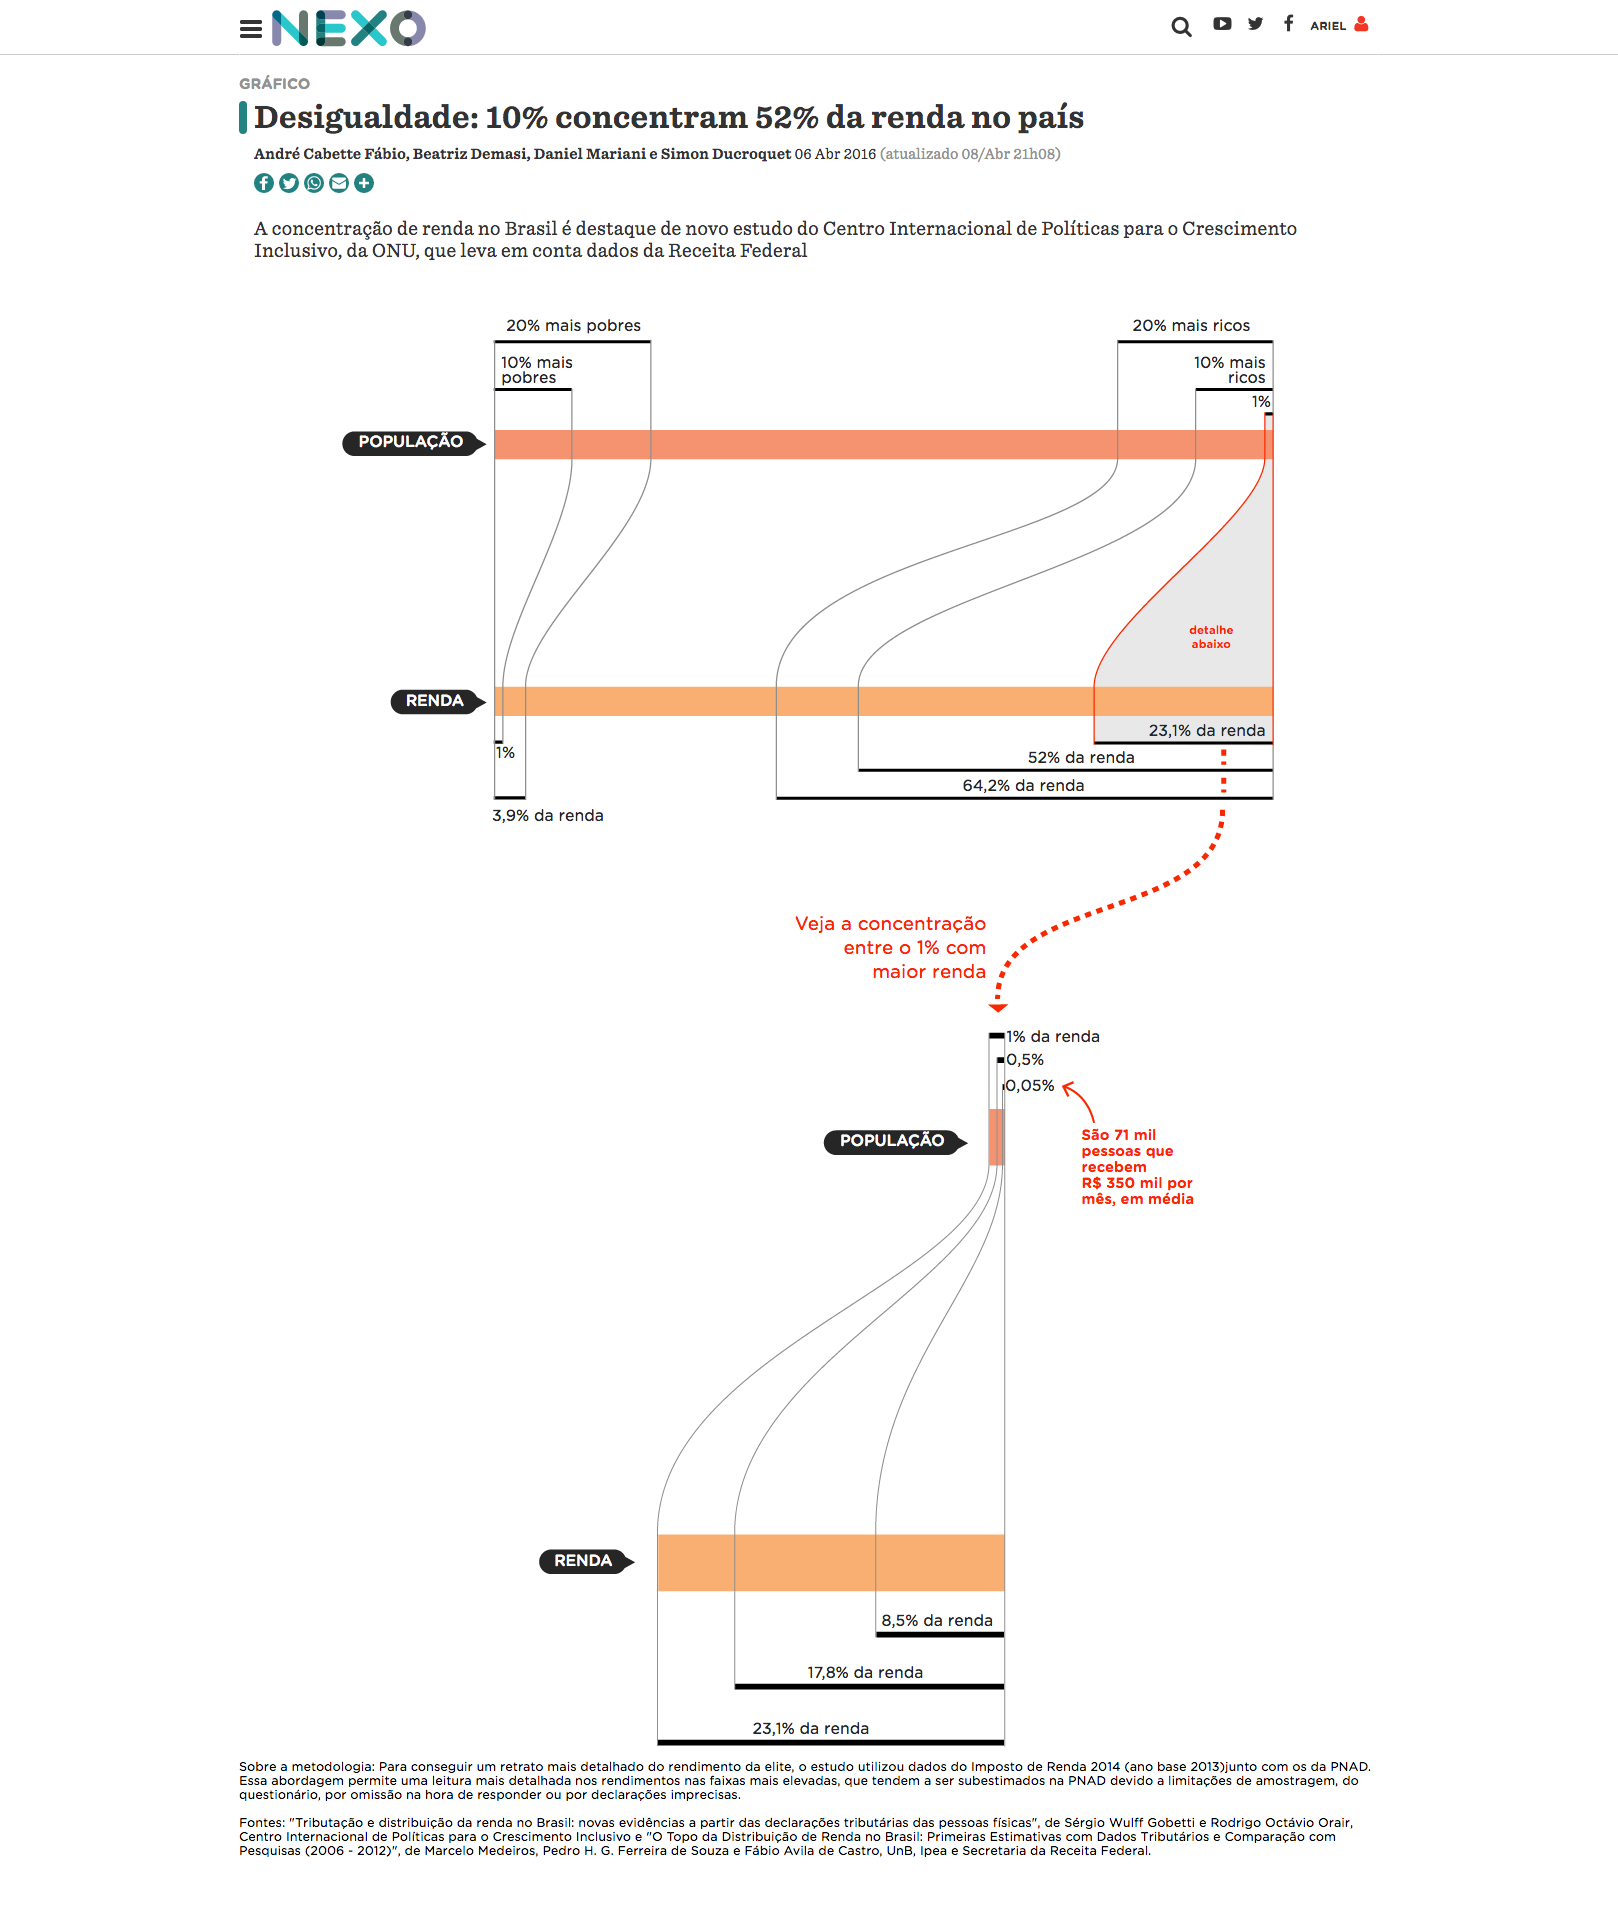 NEXO
ARIEL
GRÁFICO
Desigualdade: 10% concentram 52% da renda no país
André Cabette Fábio, Beatriz Demasi, Daniel Mariani e Simon Ducroquet 06 Abr 2016 (atualizado 08/Abr 21h08)
A concentração de renda no Brasil é destaque de novo estudo do Centro Internacional de Políticas para o Crescimento
Inclusivo, da ONU, que leva em conta dados da Receita Federal
20% mais pobres
20% mais ricos
10% mais
pobres
10% mais
ricos
1%
POPULAÇÃO
detalhe
abaixo
RENDA
23,1% da renda
1%
52% da renda
64,2% da renda
3,9% da renda
Veja a concentração
entre o 1% com
maior renda
1% da renda
0,5%
0,05%
São 71 mil
pessoas que
recebem
R$ 350 mil por
mês, em média
POPULAÇÃO
RENDA
8,5% da renda
17,8% da renda
23,1% da renda
Sobre a metodologia: Para conseguir um retrato mais detalhado do rendimento da elite, o estudo utilizou dados do Imposto de Renda 2014 (ano base 2013)junto com os da PNAD.
Essa abordagem permite uma leitura mais detalhada nos rendimentos nas faixas mais elevadas, que tendem a ser subestimados na PNAD devido a limitações de amostragem, do
questionário, por omissão na hora de responder ou por declarações imprecisas.
Fontes: "Tributação e distribuição da renda no Brasil: novas evidências a partir das declarações tributárias das pessoas físicas", de Sérgio Wulff Gobetti e Rodrigo Octávio Orair,
Centro Internacional de Políticas para o Crescimento Inclusivo e "O Topo da Distribuição de Renda no Brasil: Primeiras Estimativas com Dados Tributários e Comparação com
Pesquisas (2006 - 2012)", de Marcelo Medeiros, Pedro H. G. Ferreira de Souza e Fábio Avila de Castro, UnB, Ipea e Secretaria da Receita Federal.